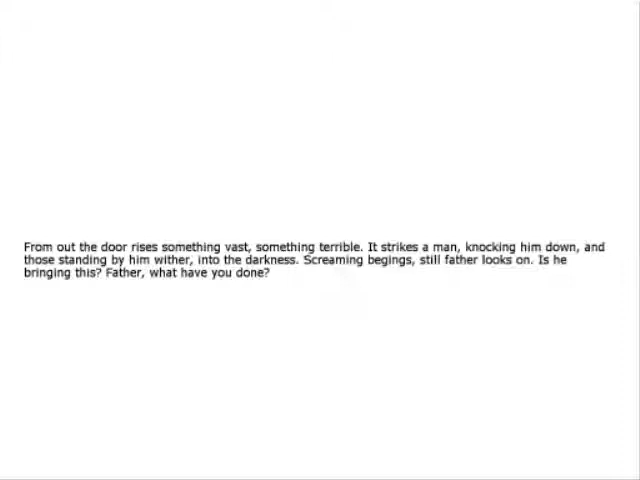 From out the door rises something vast, something terrible. It strikes a man, knocking him down, and
those standing by him wither, into the darkness. Screaming begings, still father looks on. Is he
bringing this? Father, what have you done?